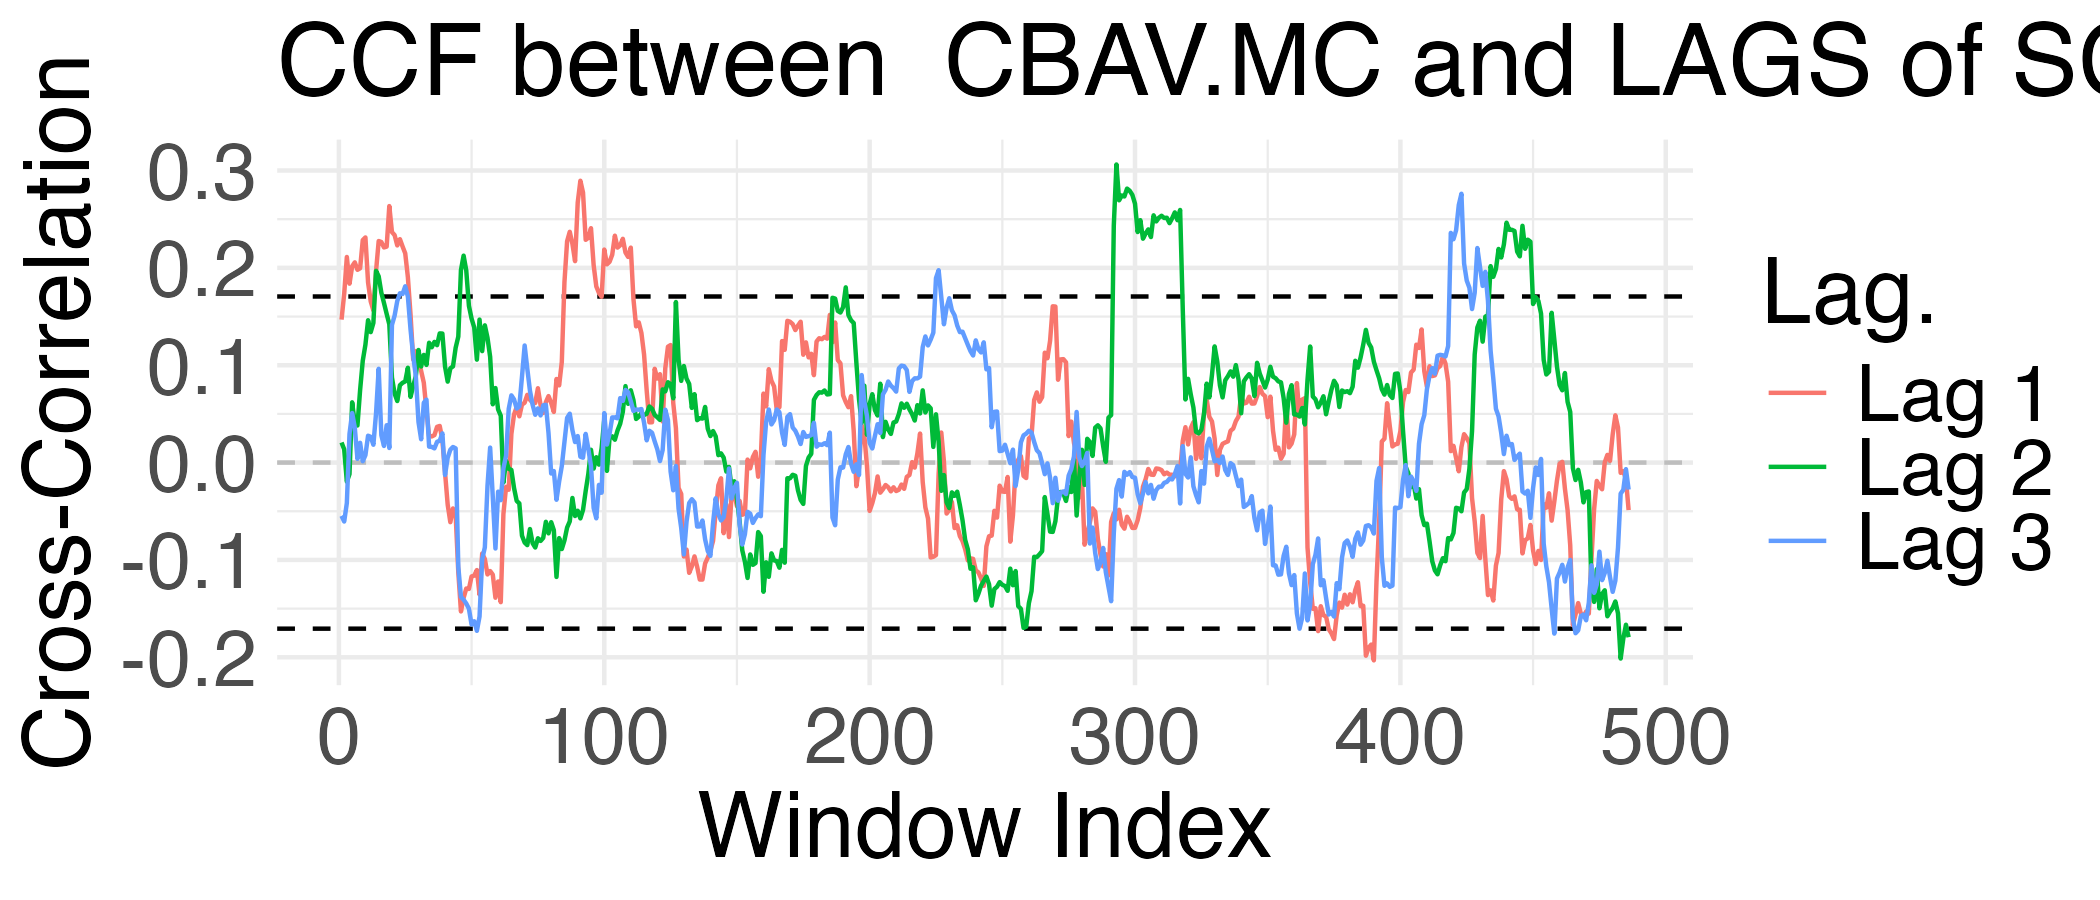 CCF between  CBAV.MC and LAGS of
Cross-Correlation
0.3
0.2
0.1
0.0
-0.1
-0.2
0
100
200
300
400
500
Window Index
Lag.
Lag 1
Lag 2
Lag 3